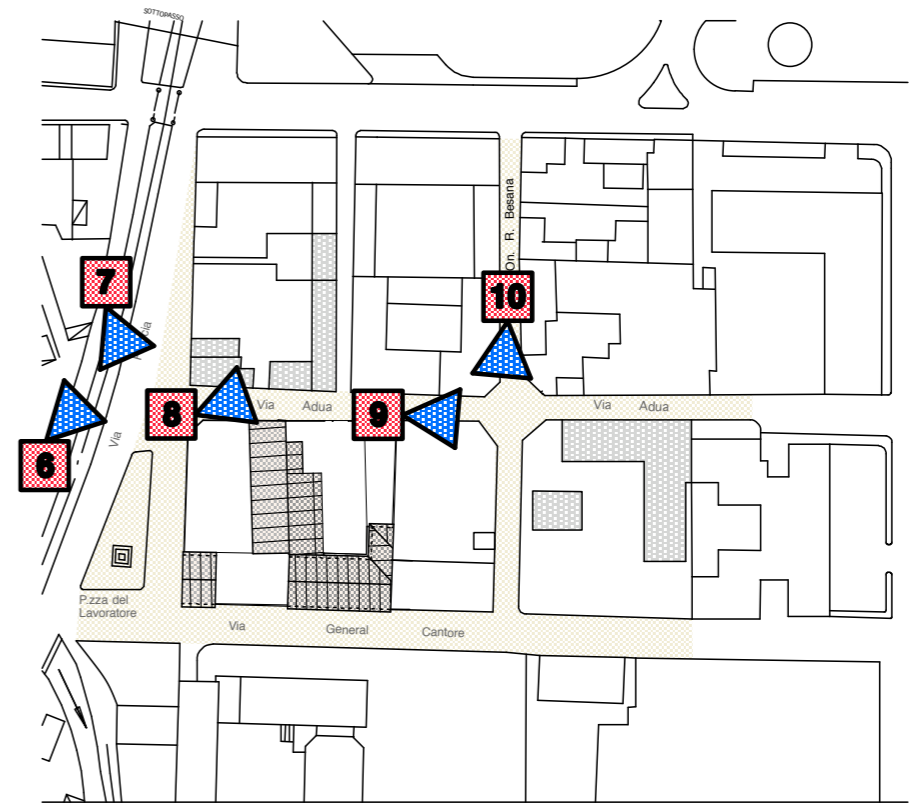 SOTTOPASSO
On. R. Besana
7
10
8
Via Adua
9
Via Adua
Via
6
P.zza del
Lavoratore
Via General Cantore